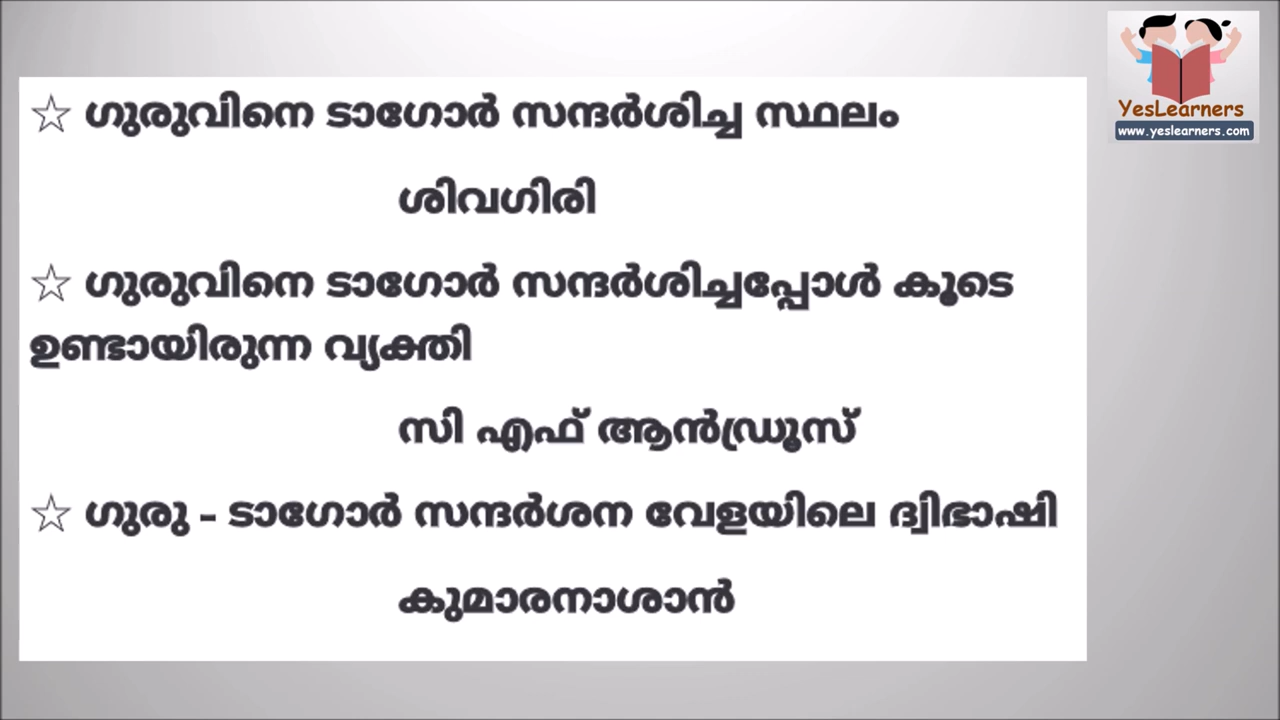 ☆ ഗുരുവിനെ ടാഗോർ സന്ദർശിച്ച സ്ഥലം
ശിവഗിരി
☆ ഗുരുവിനെ ടാഗോർ സന്ദർശിച്ചപ്പോൾ കൂടെ
ഉണ്ടായിരുന്ന വ്യക്തി
സി എഫ് ആൻഡ്രൂസ്
☆ ഗുരു – ടാഗോർ സന്ദർശന വേളയിലെ ദ്വിഭാഷി
കുമാരനാശാൻ
YesLearners
www.yeslearners.com